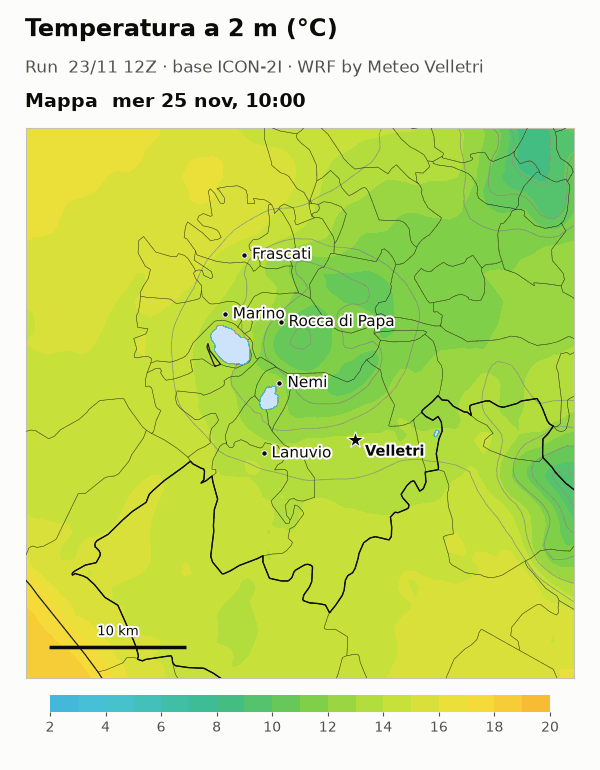 Temperatura a 2 m (°C)
Run  23/11 12Z · base ICON-2I · WRF by Meteo Velletri
Mappa  mer 25 nov, 10:00
Frascati
Marino
Rocca di Papa
Nemi
Velletri
Lanuvio
10 km
2 4 6 8 10 12 14 16 18 20